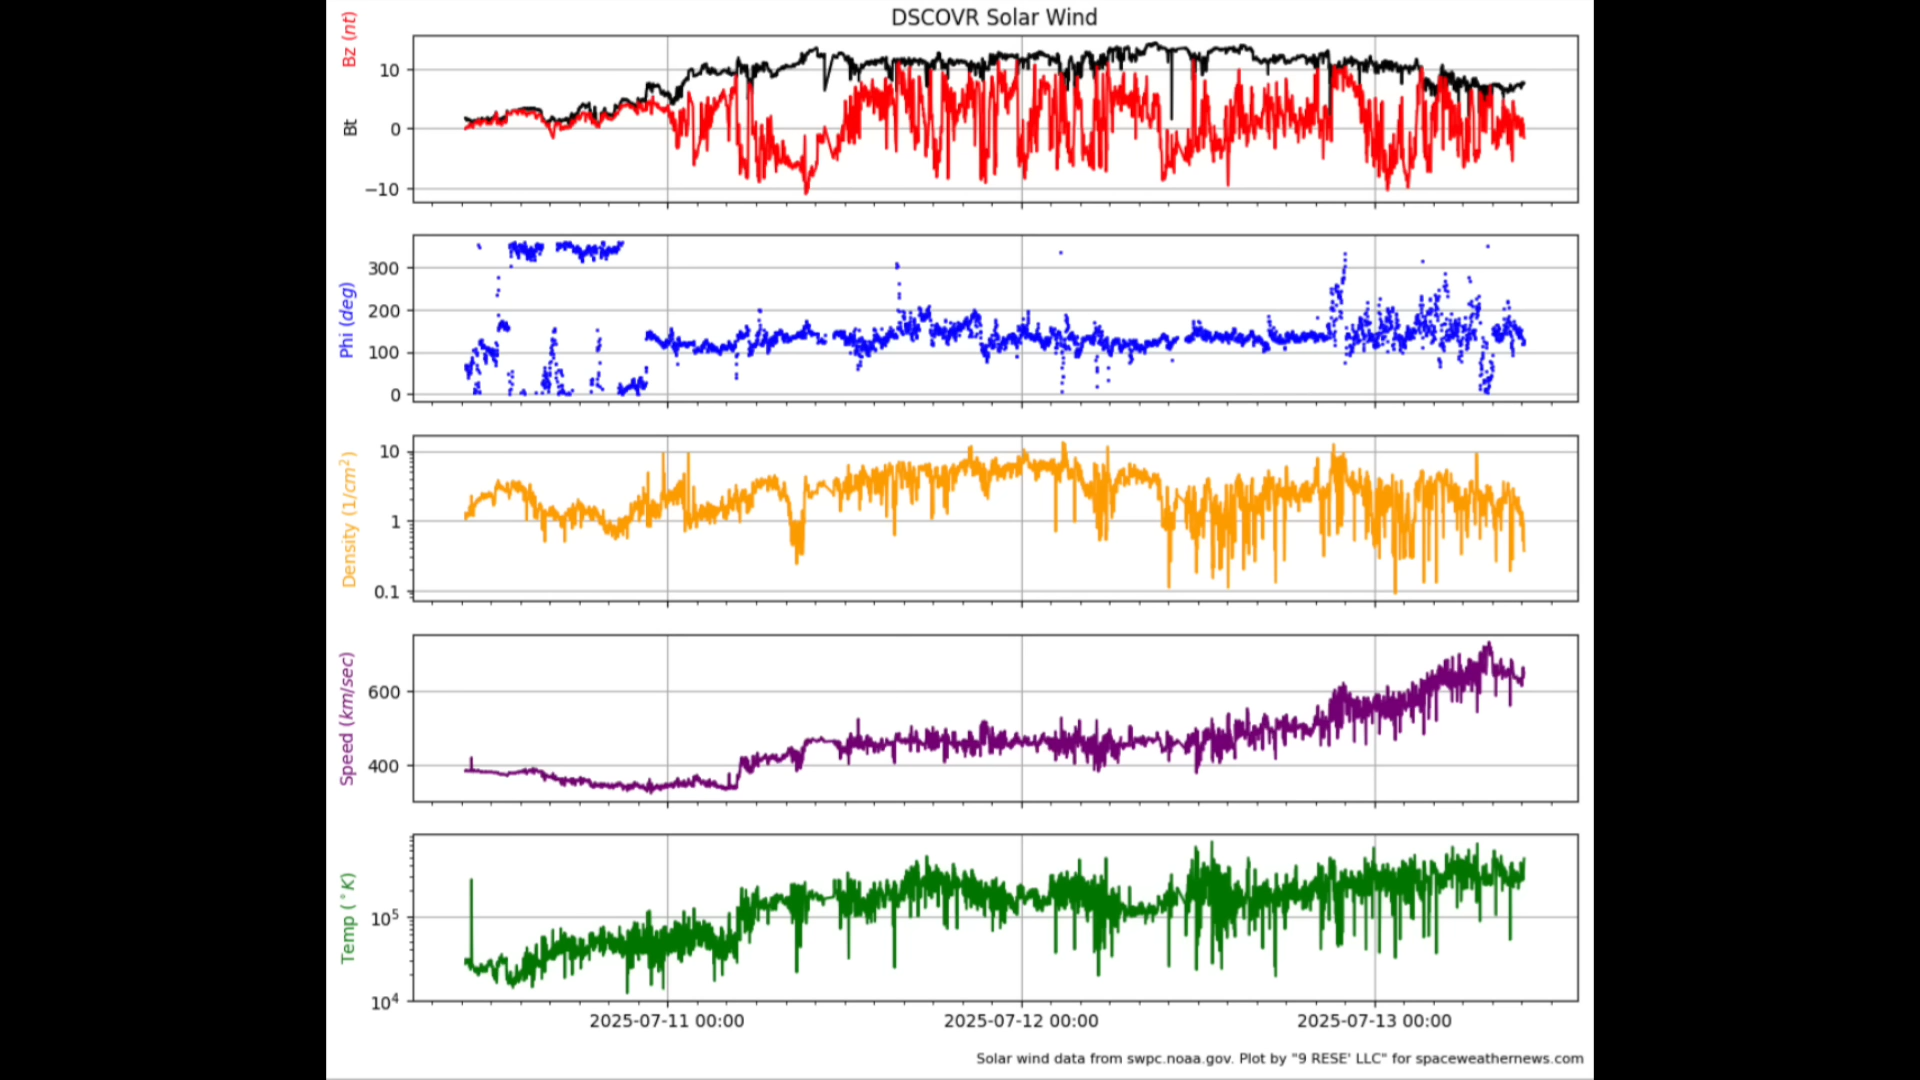 DSCOVR Solar Wind
Bz (nt)
Bt
10
0
−10
Phi (deg)
300
200
100
0
Density (1/cm²)
10
1
0.1
Speed (km/sec)
600
400
Temp (°K)
10⁵
10⁴
2025-07-11 00:00
2025-07-12 00:00
2025-07-13 00:00
Solar wind data from swpc.noaa.gov. Plot by "9 RESE' LLC" for spaceweathernews.com